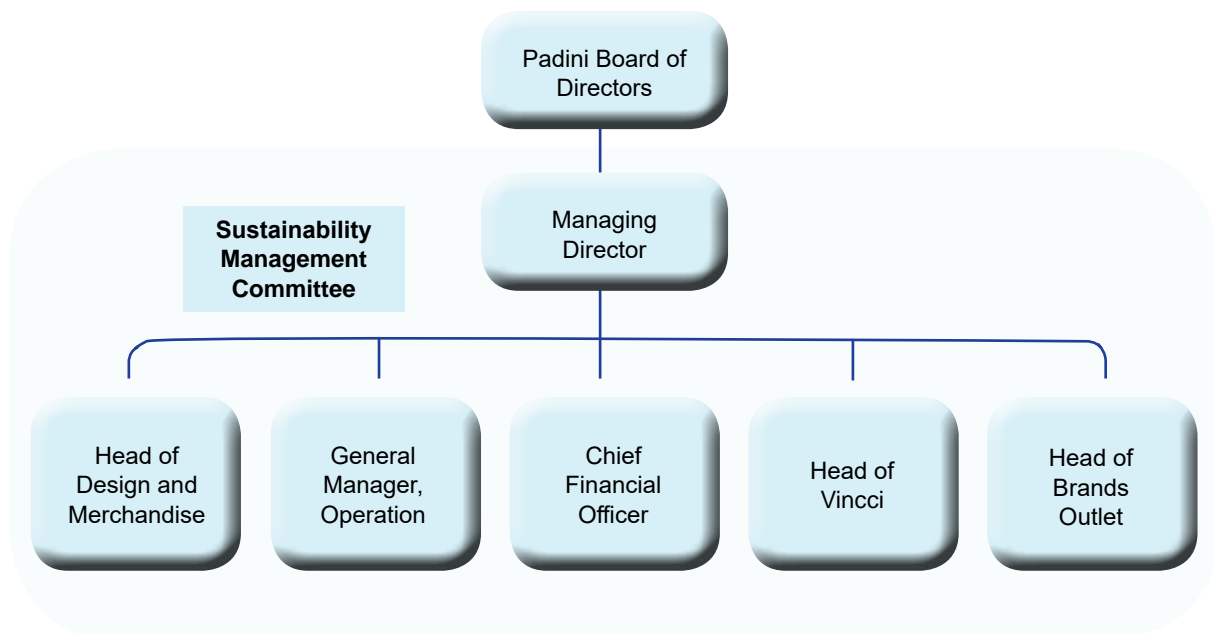 Padini Board of
Directors
Managing
Director
Sustainability
Management
Committee
Head of
Design and
Merchandise
General
Manager,
Operation
Chief
Financial
Officer
Head of
Vincci
Head of
Brands
Outlet